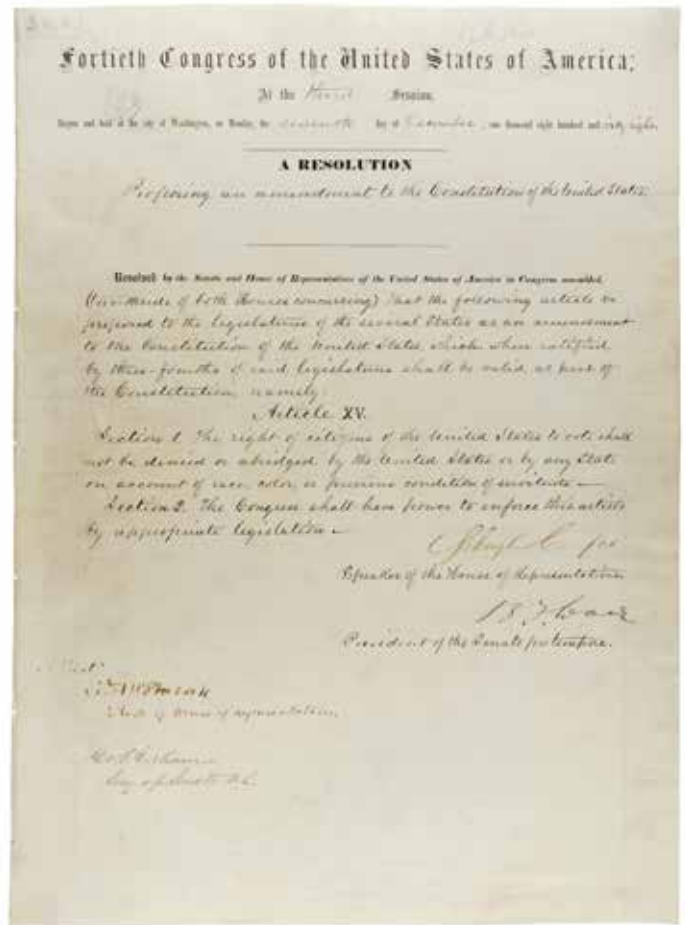 Fortieth Congress of the United States of America;
At the Third Session,
Begun and held at the city of Washington, on Monday, the seventh day of December, one thousand eight hundred and sixty-eight.
A RESOLUTION
Proposing an amendment to the Constitution of the United States.
Resolved by the Senate and House of Representatives of the United States of America in Congress assembled,
(two-thirds of both Houses concurring) That the following article be
proposed to the legislatures of the several States as an amendment
to the Constitution of the United States which, when ratified
by three-fourths of said legislatures shall be valid as part of
the Constitution, namely:
Article XV.
Section 1. The right of citizens of the United States to vote shall
not be denied or abridged by the United States or by any State
on account of race, color, or previous condition of servitude—
Section 2. The Congress shall have power to enforce this article
by appropriate legislation—
Speaker of the House of Representatives.
B. F. Wade
President of the Senate pro tempore.
Attest:
Clerk of House of Representatives.